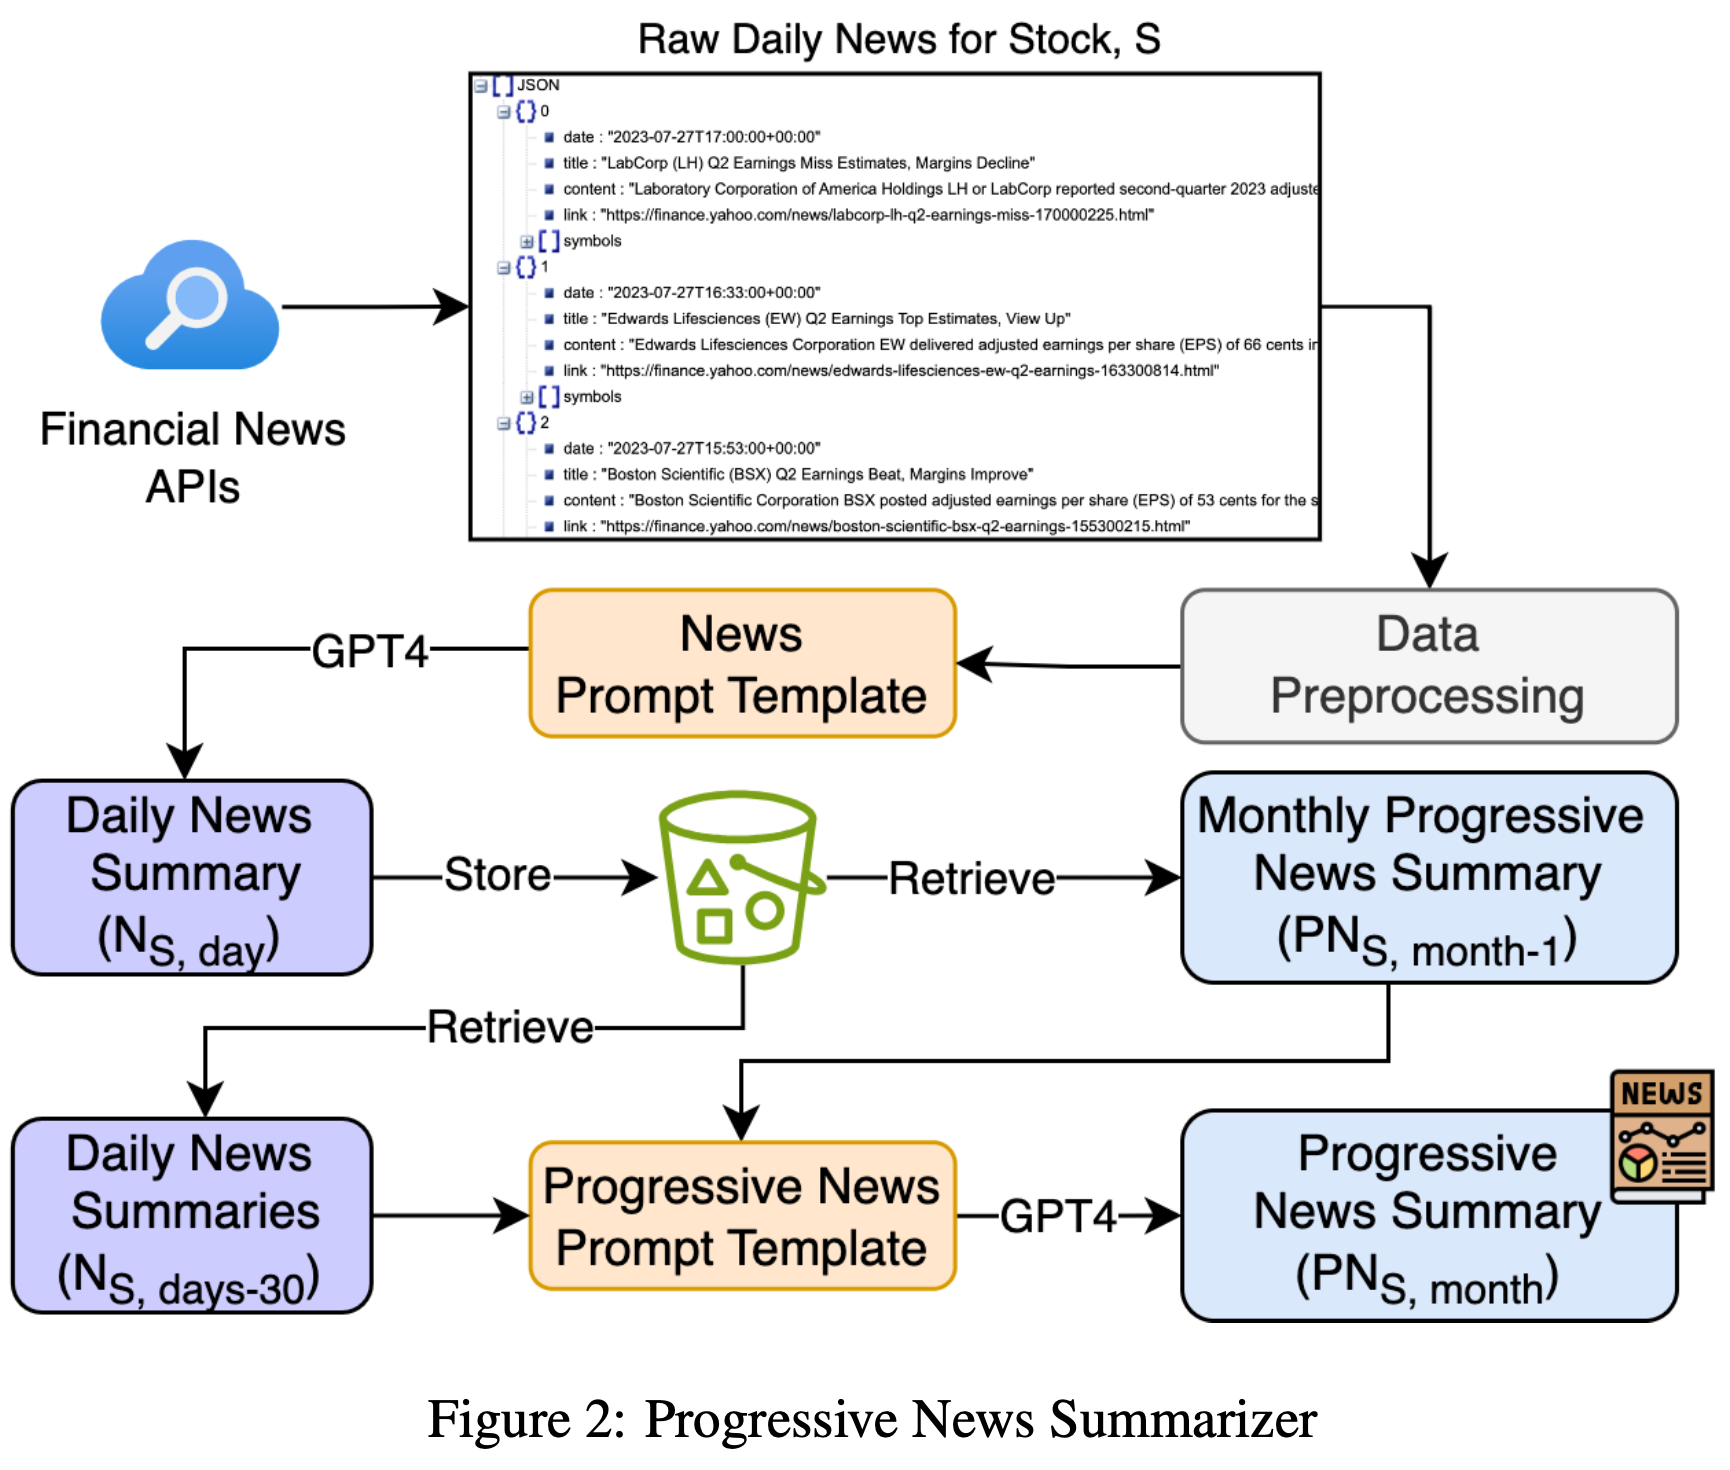 Raw Daily News for Stock, S
JSON
0
date : "2023-07-27T17:00:00+00:00"
title : "LabCorp (LH) Q2 Earnings Miss Estimates, Margins Decline"
content : "Laboratory Corporation of America Holdings LH or LabCorp reported second-quarter 2023 adjuste
link : "https://finance.yahoo.com/news/labcorp-lh-q2-earnings-miss-170000225.html"
symbols
1
date : "2023-07-27T16:33:00+00:00"
title : "Edwards Lifesciences (EW) Q2 Earnings Top Estimates, View Up"
content : "Edwards Lifesciences Corporation EW delivered adjusted earnings per share (EPS) of 66 cents in
link : "https://finance.yahoo.com/news/edwards-lifesciences-ew-q2-earnings-163300814.html"
symbols
2
date : "2023-07-27T15:53:00+00:00"
title : "Boston Scientific (BSX) Q2 Earnings Beat, Margins Improve"
content : "Boston Scientific Corporation BSX posted adjusted earnings per share (EPS) of 53 cents for the s
link : "https://finance.yahoo.com/news/boston-scientific-bsx-q2-earnings-155300215.html"
Financial News
APIs
Data
Preprocessing
News
Prompt Template
GPT4
Daily News
Summary
(NS, day)
Store
Retrieve
Monthly Progressive
News Summary
(PNS, month-1)
Retrieve
Daily News
Summaries
(NS, days-30)
Progressive News
Prompt Template
GPT4
Progressive
News Summary
(PNS, month)
NEWS
Figure 2: Progressive News Summarizer